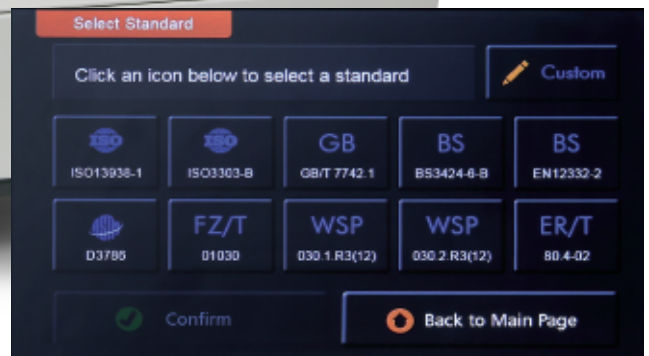 Select Standard
Click an icon below to select a standard
Custom
ISO ISO GB BS BS
ISO13938-1 ISO3303-B GB/T 7742.1 BS3424-6-B EN12332-2
FZ/T WSP WSP ER/T
D3786 01030 030.1.R3(12) 030.2.R3(12) 80.4-02
Confirm
Back to Main Page